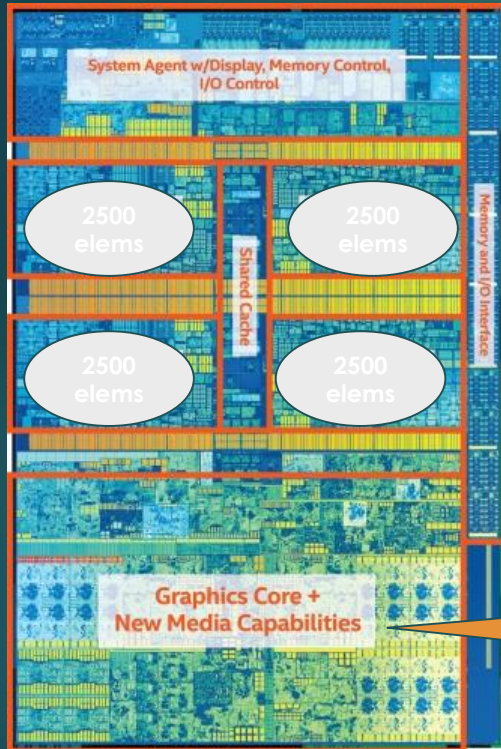 System Agent w/Display, Memory Control,
I/O Control
2500
elems
2500
elems
Shared Cache
Memory and I/O Interface
2500
elems
2500
elems
Graphics Core +
New Media Capabilities